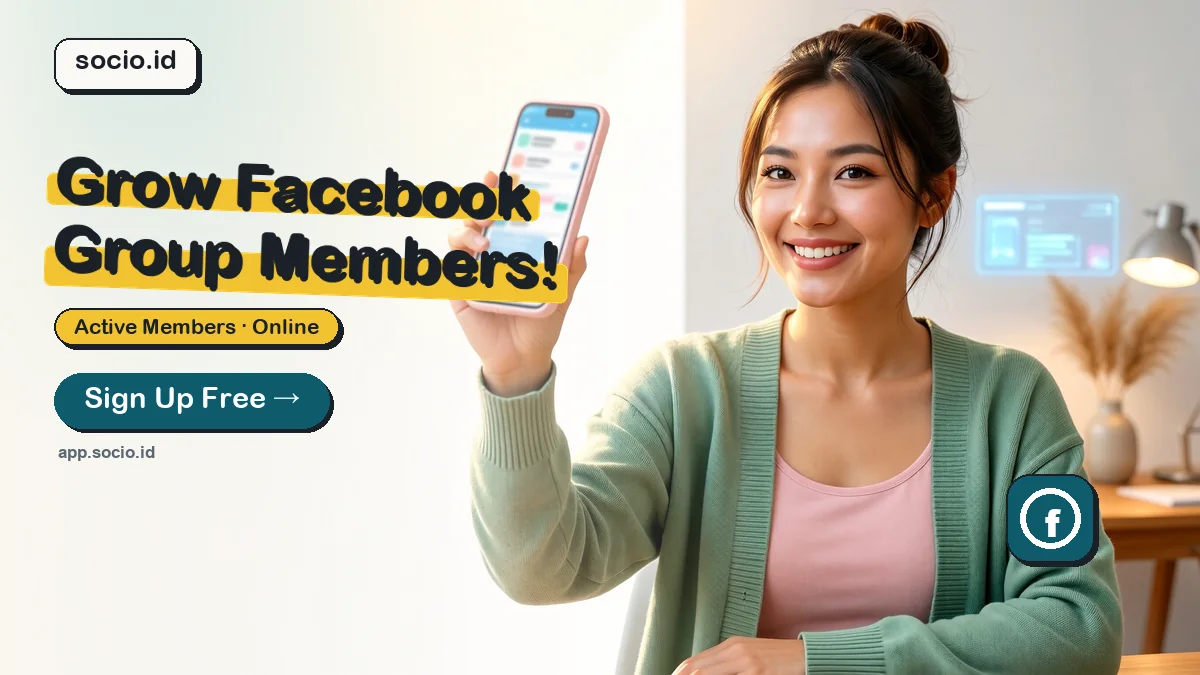 socio.id
Grow Facebook
Group Members!
Active Members · Online
Sign Up Free →
app.socio.id
f